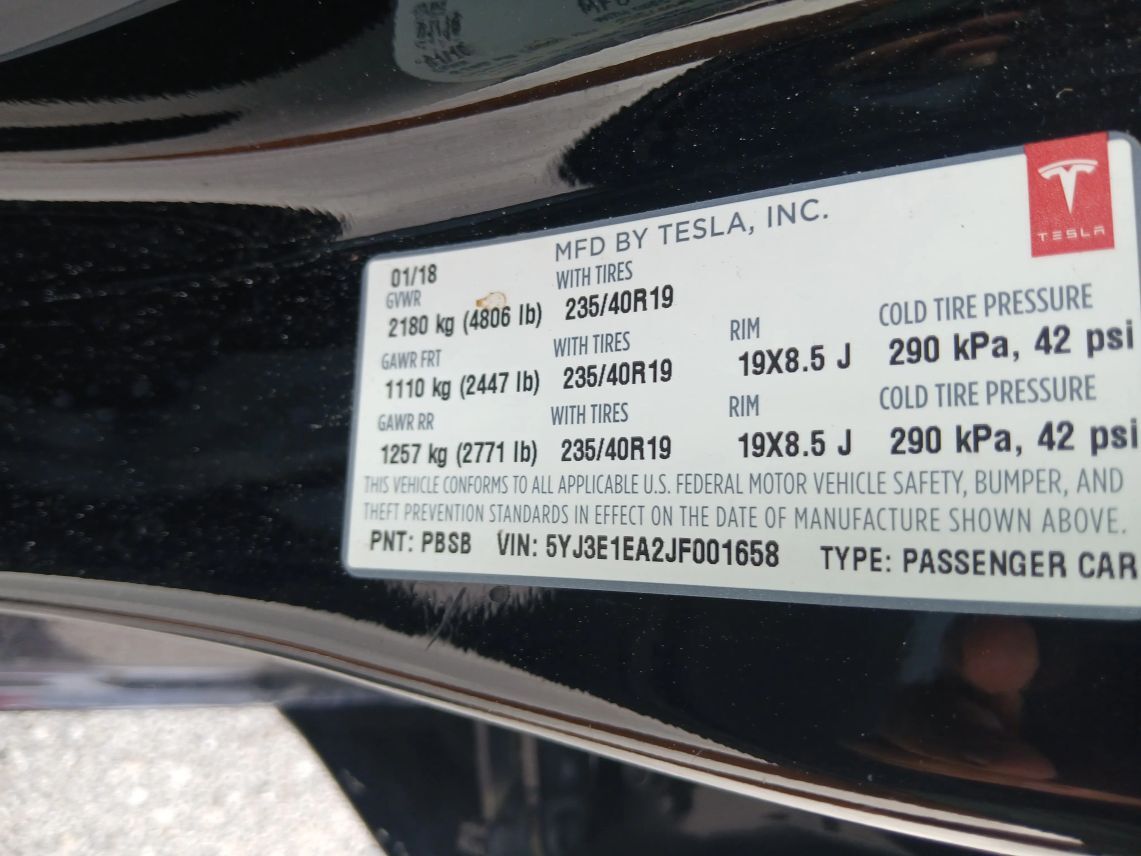 MFD BY TESLA, INC.
TESLA
01/18
GVWR WITH TIRES
2180 kg (4806 lb) 235/40R19
GAWR FRT WITH TIRES RIM COLD TIRE PRESSURE
1110 kg (2447 lb) 235/40R19 19X8.5 J 290 kPa, 42 psi
GAWR RR WITH TIRES RIM COLD TIRE PRESSURE
1257 kg (2771 lb) 235/40R19 19X8.5 J 290 kPa, 42 psi
THIS VEHICLE CONFORMS TO ALL APPLICABLE U.S. FEDERAL MOTOR VEHICLE SAFETY, BUMPER, AND
THEFT PREVENTION STANDARDS IN EFFECT ON THE DATE OF MANUFACTURE SHOWN ABOVE.
PNT: PBSB VIN: 5YJ3E1EA2JF001658 TYPE: PASSENGER CAR